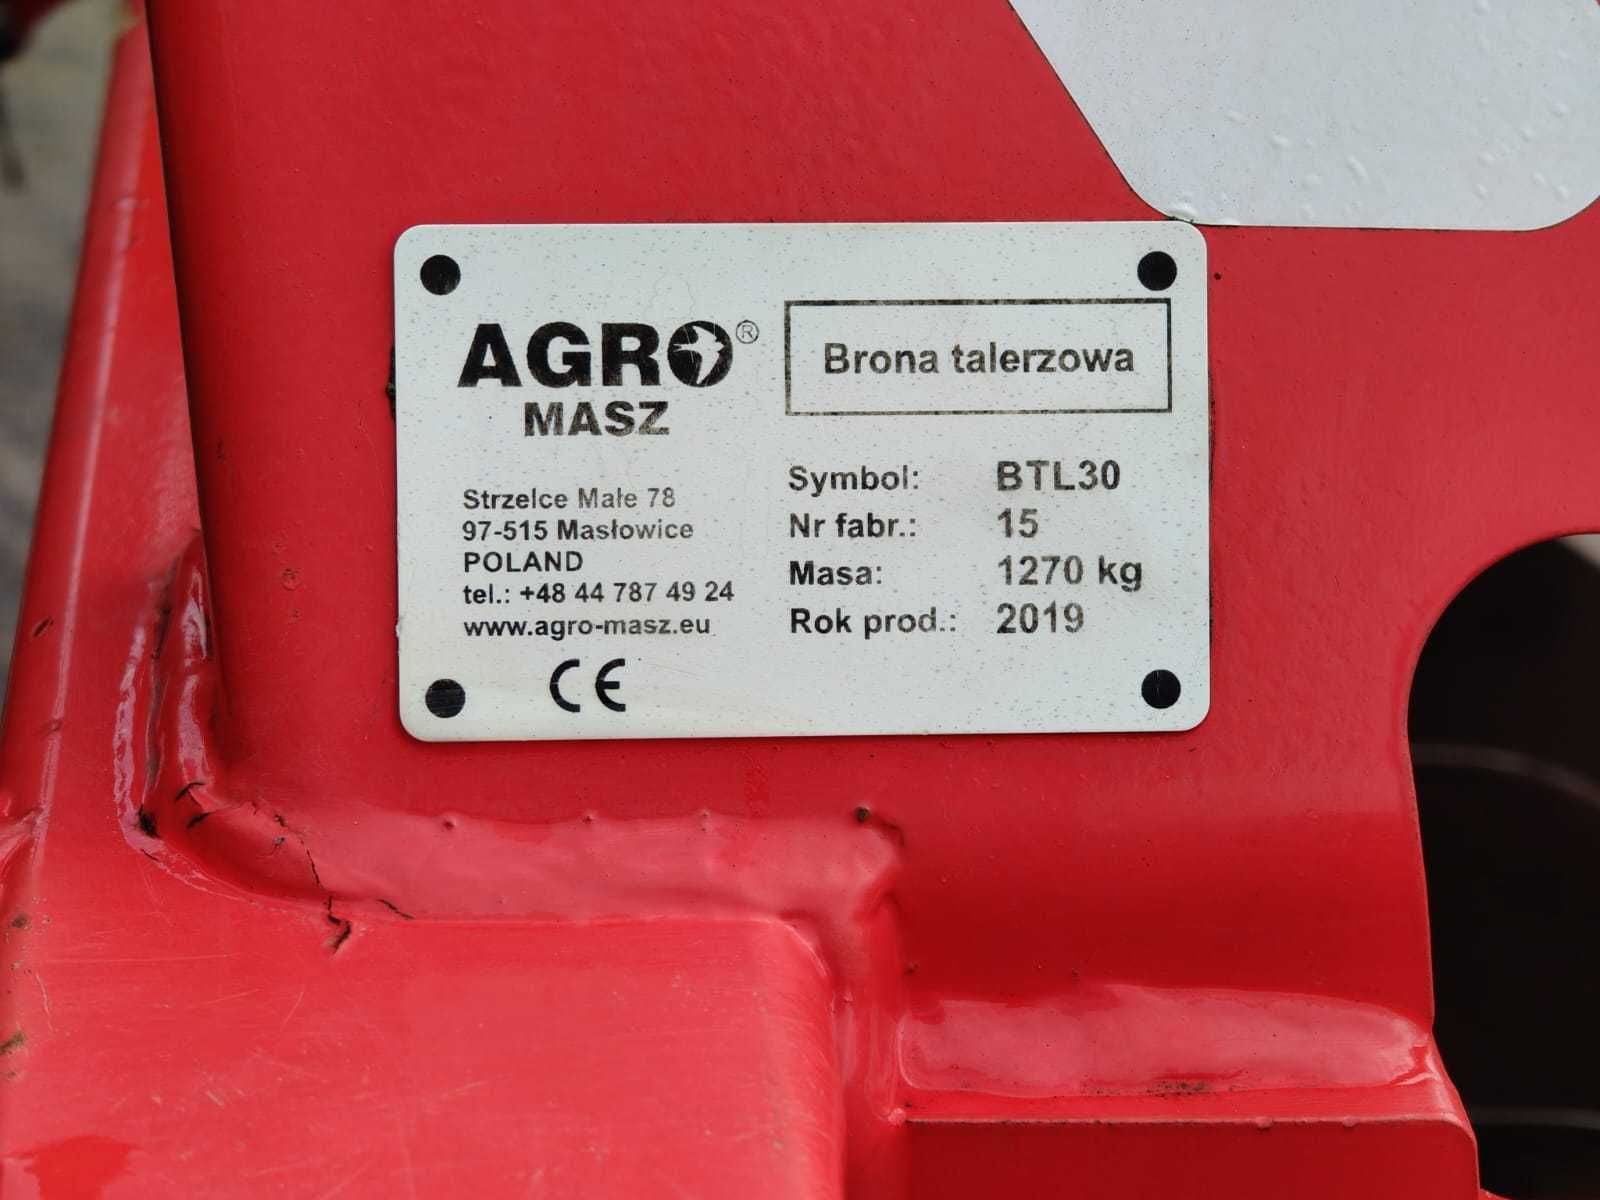 AGRO®
MASZ
Strzelce Małe 78
97-515 Masłowice
POLAND
tel.: +48 44 787 49 24
www.agro-masz.eu
CE
Brona talerzowa
Symbol: BTL30
Nr fabr.: 15
Masa: 1270 kg
Rok prod.: 2019